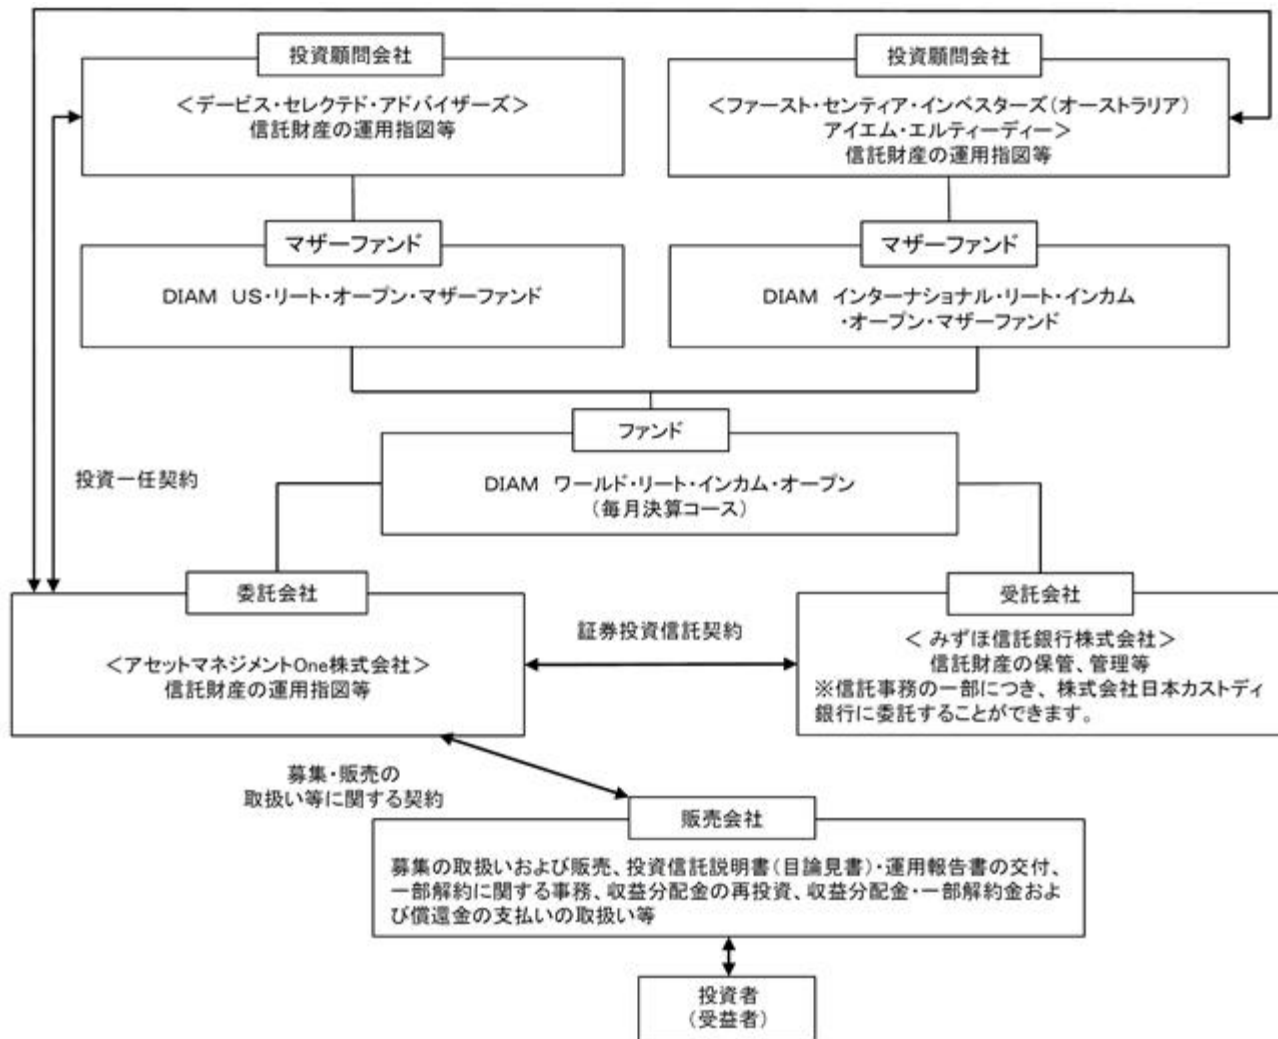 投資顧問会社
＜デービス・セレクテド・アドバイザーズ＞
信託財産の運用指図等
投資顧問会社
＜ファースト・センティア・インベスターズ（オーストラリア）
アイエム・エルティーディー＞
信託財産の運用指図等
マザーファンド
DIAM US・リート・オープン・マザーファンド
マザーファンド
DIAM インターナショナル・リート・インカム
・オープン・マザーファンド
ファンド
DIAM ワールド・リート・インカム・オープン
（毎月決算コース）
投資一任契約
委託会社
＜アセットマネジメントOne株式会社＞
信託財産の運用指図等
証券投資信託契約
受託会社
＜ みずほ信託銀行株式会社＞
信託財産の保管、管理等
※信託事務の一部につき、株式会社日本カストディ
銀行に委託することができます。
募集・販売の
取扱い等に関する契約
販売会社
募集の取扱いおよび販売、投資信託説明書（目論見書）・運用報告書の交付、
一部解約に関する事務、収益分配金の再投資、収益分配金・一部解約金およ
び償還金の支払いの取扱い等
投資者
（受益者）